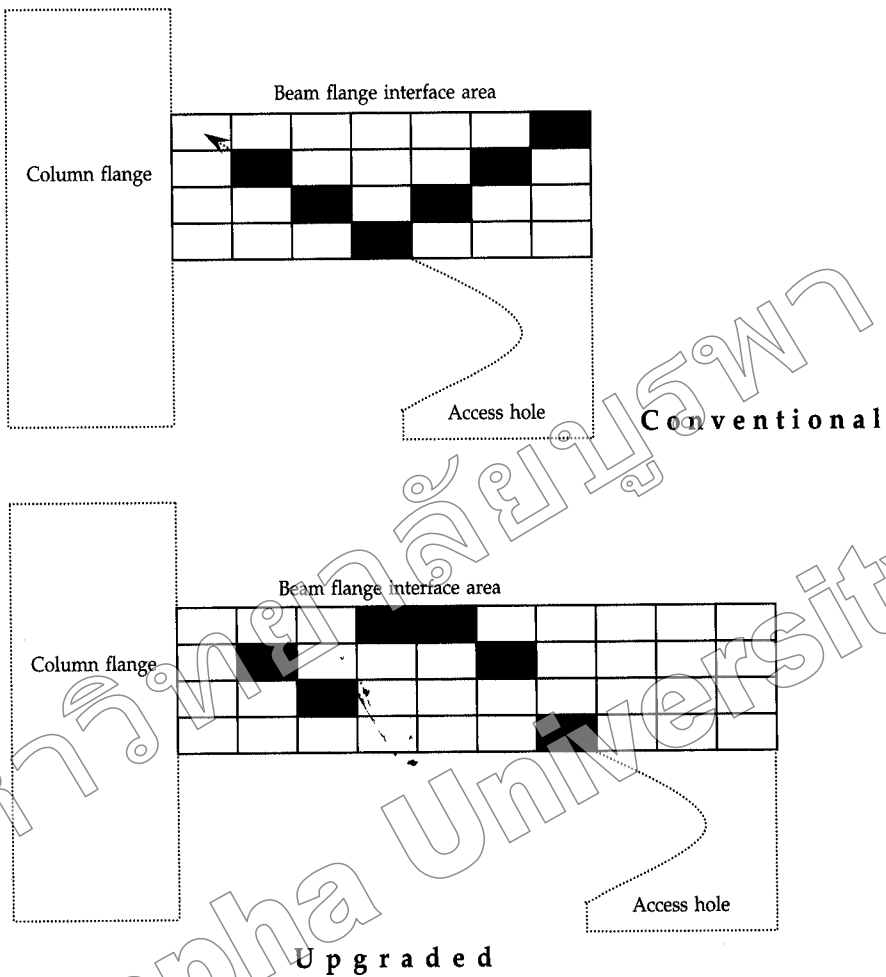 Beam flange interface area
Column flange
Access hole
Conventional
Beam flange interface area
Column flange
Access hole
Upgraded